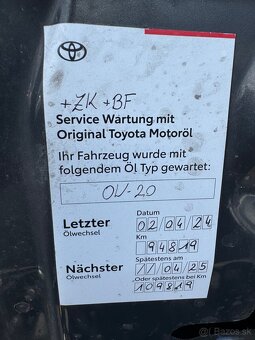 +ZK +BF
Service Wartung mit
Original Toyota Motoröl
Ihr Fahrzeug wurde mit
folgendem Öl Typ gewartet:
0W-20
Letzter
Ölwechsel
Datum
02/04/24
Km
94819
Nächster
Ölwechsel
Spätestens am
//04/25
Oder spätestens bei Km
109819
Bazos.sk